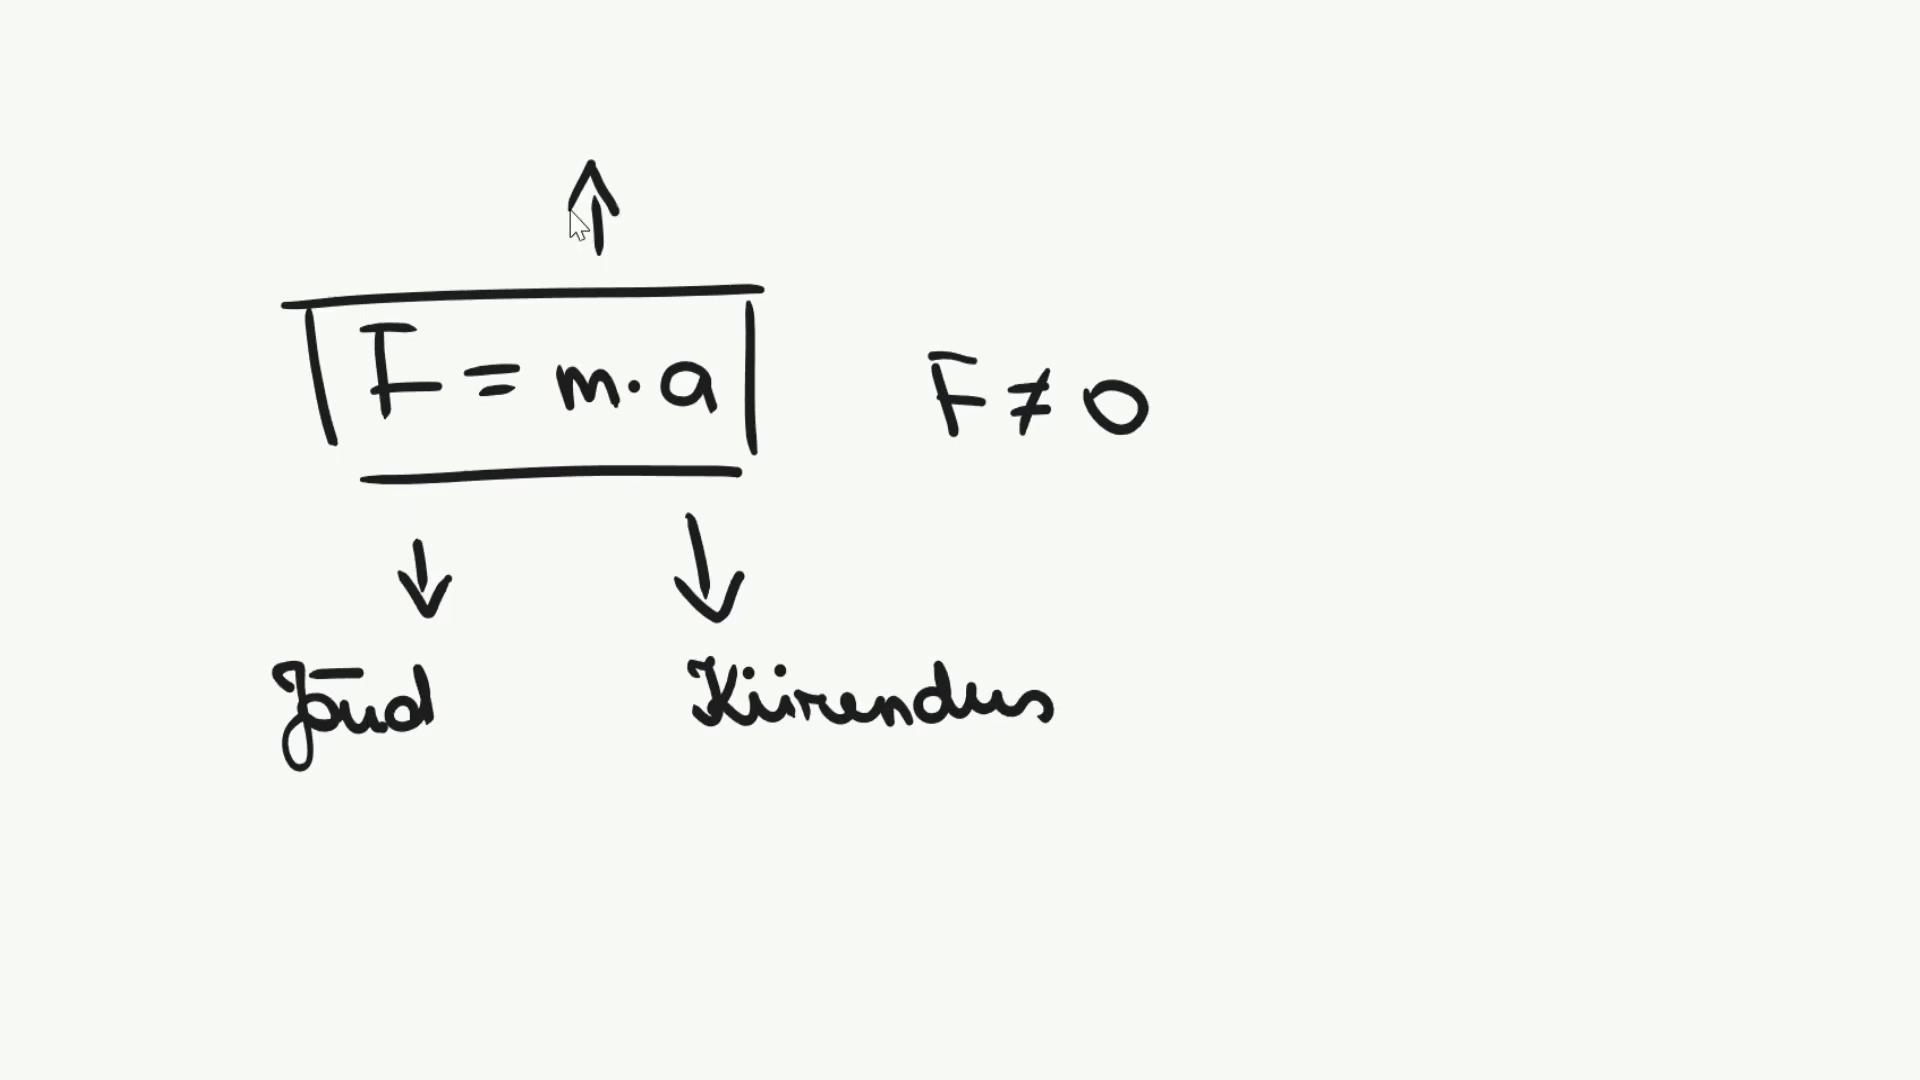 F = m · a
F ≠ 0
Jõud
Kiirendus